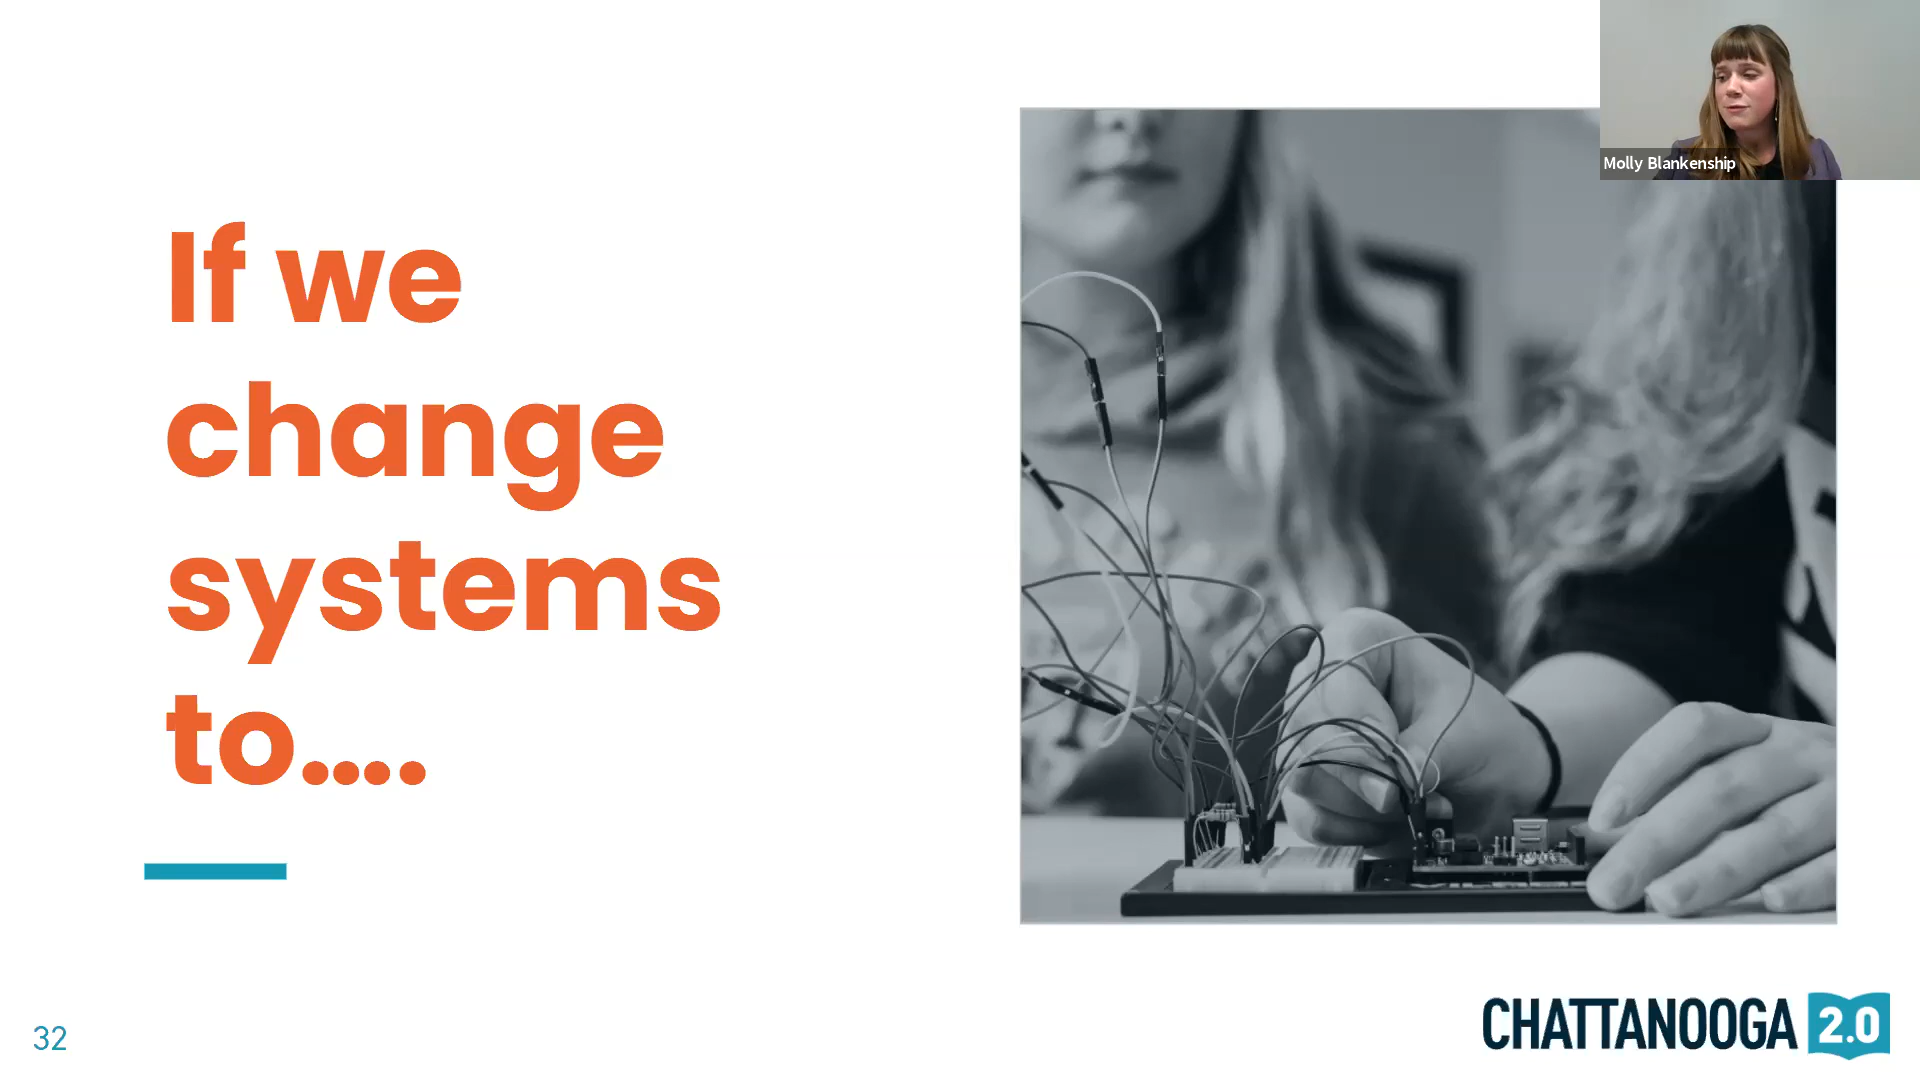 Molly Blankenship
If we
change
systems
to....
32
CHATTANOOGA 2.0